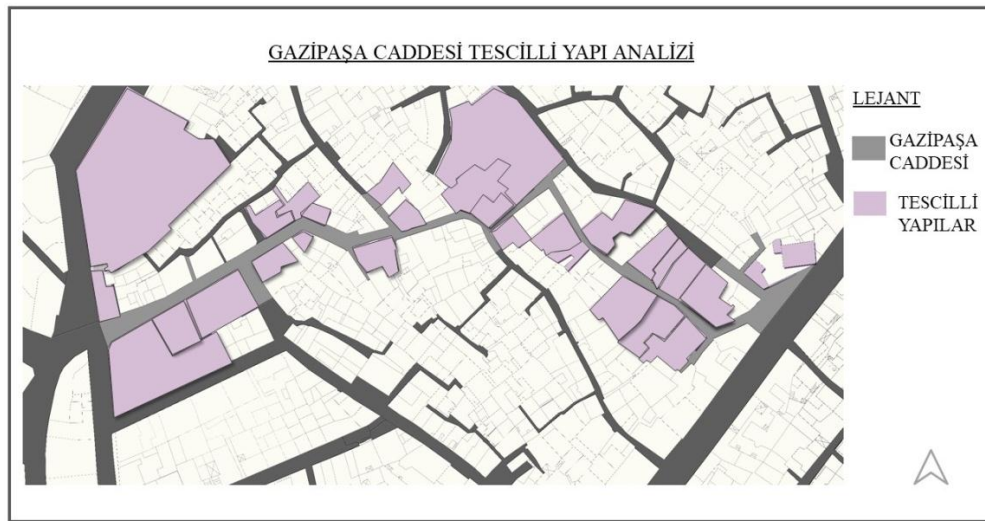 GAZİPAŞA CADDESİ TESCİLLİ YAPI ANALİZİ
LEJANT
GAZİPAŞA
CADDESİ
TESCİLLİ
YAPILAR